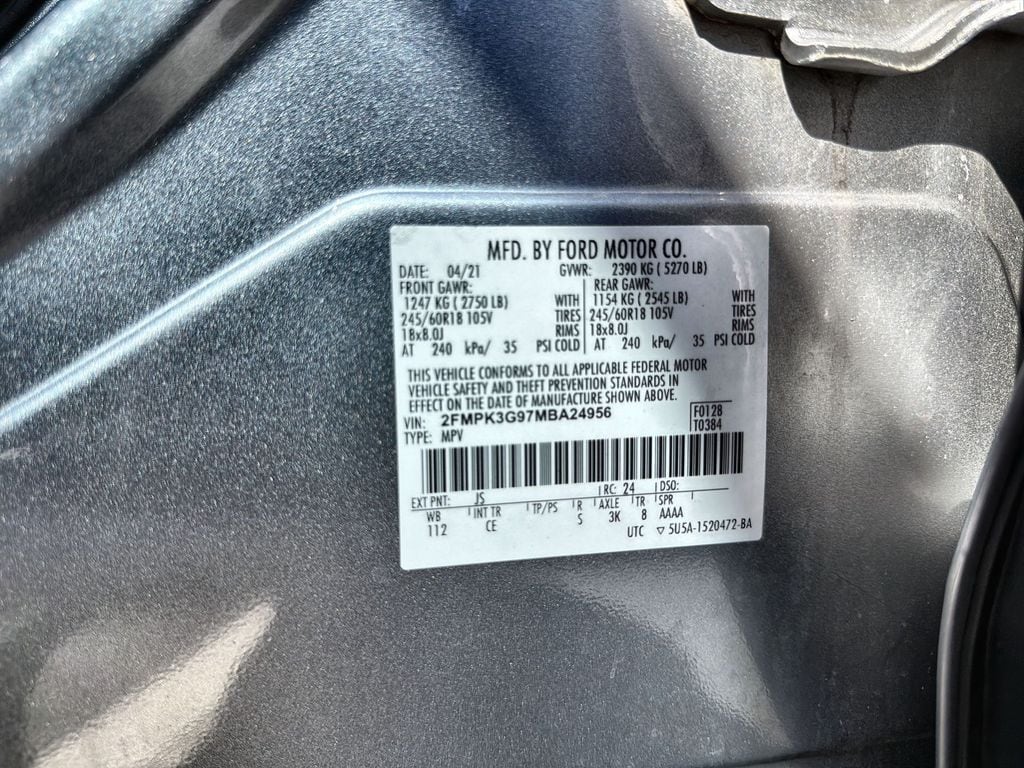 MFD. BY FORD MOTOR CO.
DATE: 04/21 GVWR: 2390 KG ( 5270 LB)
FRONT GAWR: REAR GAWR:
1247 KG ( 2750 LB) WITH 1154 KG ( 2545 LB) WITH
245/60R18 105V TIRES 245/60R18 105V TIRES
18x8.0J RIMS 18x8.0J RIMS
AT 240 kPa/ 35 PSI COLD AT 240 kPa/ 35 PSI COLD
THIS VEHICLE CONFORMS TO ALL APPLICABLE FEDERAL MOTOR
VEHICLE SAFETY AND THEFT PREVENTION STANDARDS IN
EFFECT ON THE DATE OF MANUFACTURE SHOWN ABOVE.
VIN: 2FMPK3G97MBA24956 F0128
TYPE: MPV T0384
EXT PNT: JS RC: 24 DSO:
WB INT TR TP/PS R AXLE TR SPR
112 CE S 3K 8 AAAA
UTC ▽ 5U5A-1520472-BA